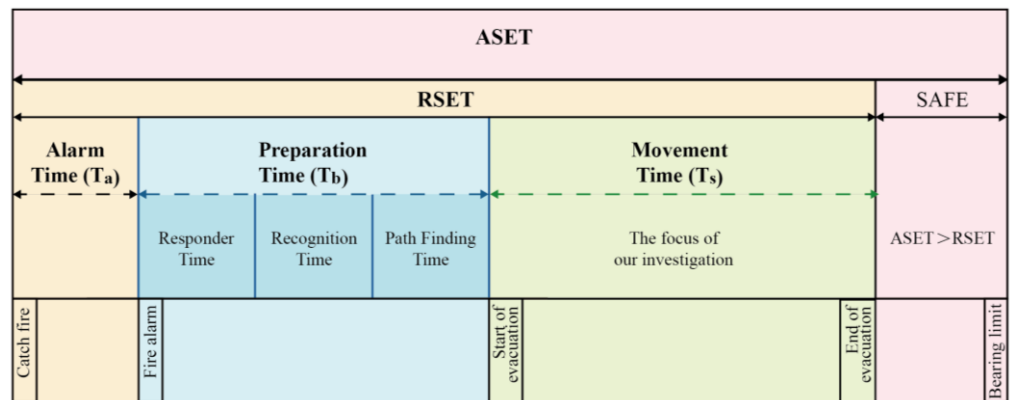 ASET
RSET
SAFE
Alarm
Time (Ta)
Preparation
Time (Tb)
Movement
Time (Ts)
Responder
Time
Recognition
Time
Path Finding
Time
The focus of
our investigation
ASET>RSET
Catch fire
Fire alarm
Start of
evacuation
End of
evacuation
Bearing limit